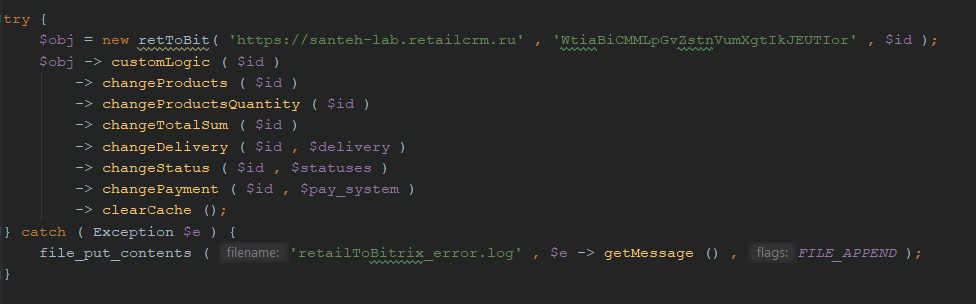 try {
$obj = new retToBit( 'https://santeh-lab.retailcrm.ru' , 'WtiaBiCMMLpGvZstnVumXgtIkJEUTIor' , $id );
$obj -> customLogic ( $id )
-> changeProducts ( $id )
-> changeProductsQuantity ( $id )
-> changeTotalSum ( $id )
-> changeDelivery ( $id , $delivery )
-> changeStatus ( $id , $statuses )
-> changePayment ( $id , $pay_system )
-> clearCache ();
} catch ( Exception $e ) {
file_put_contents ( filename: 'retailToBitrix_error.log' , $e -> getMessage () , flags: FILE_APPEND );
}